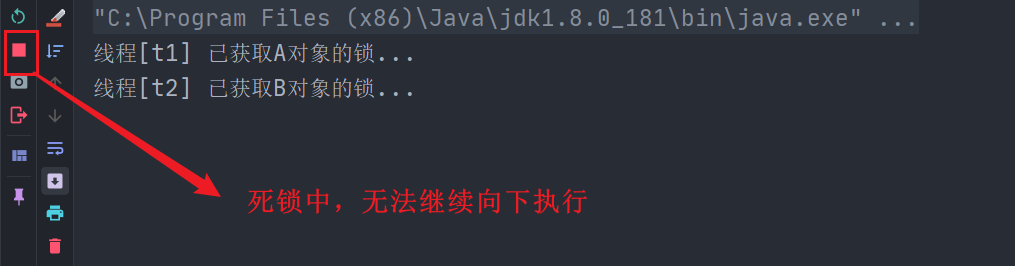 "C:\Program Files (x86)\Java\jdk1.8.0_181\bin\java.exe" ...
线程[t1] 已获取A对象的锁...
线程[t2] 已获取B对象的锁...
死锁中，无法继续向下执行